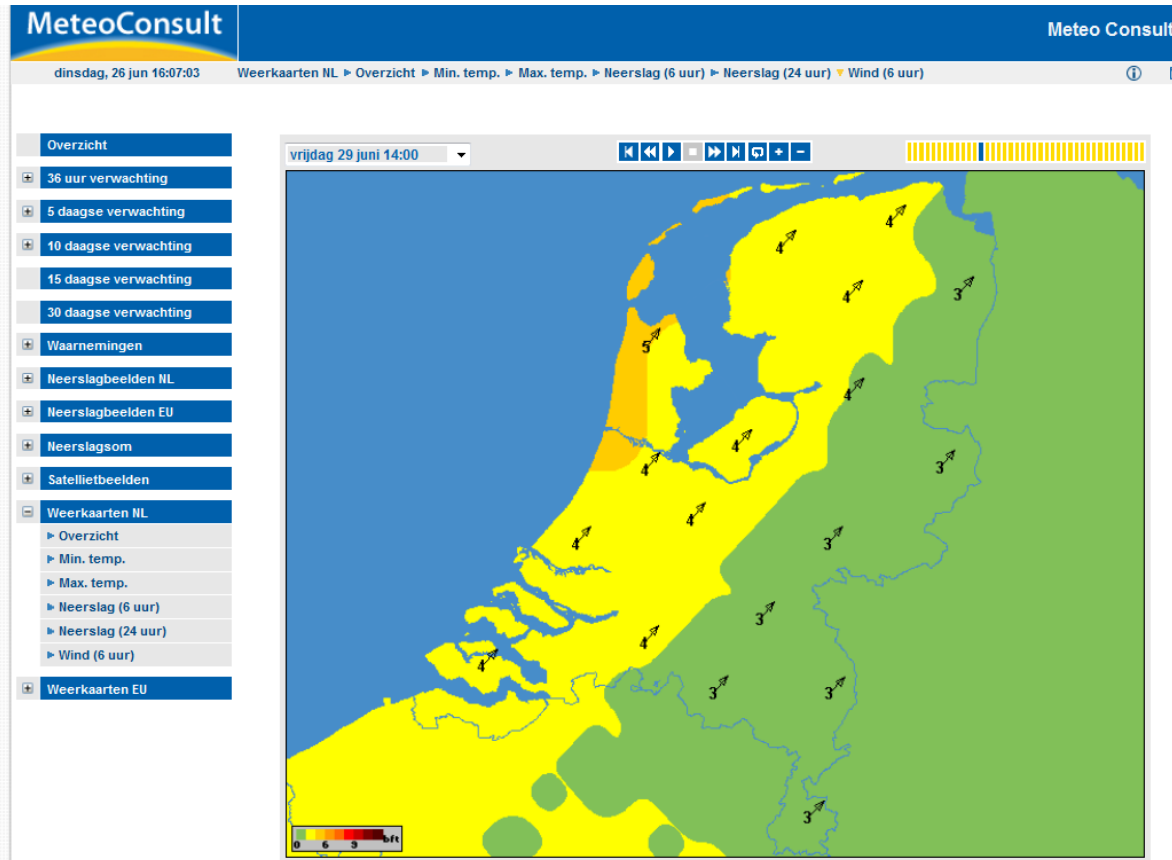 MeteoConsult
Meteo Consult
dinsdag, 26 jun 16:07:03
Weerkaarten NL Overzicht Min. temp. Max. temp. Neerslag (6 uur) Neerslag (24 uur) Wind (6 uur)
Overzicht
36 uur verwachting
5 daagse verwachting
10 daagse verwachting
15 daagse verwachting
30 daagse verwachting
Waarnemingen
Neerslagbeelden NL
Neerslagbeelden EU
Neerslagsom
Satellietbeelden
Weerkaarten NL
Overzicht
Min. temp.
Max. temp.
Neerslag (6 uur)
Neerslag (24 uur)
Wind (6 uur)
Weerkaarten EU
vrijdag 29 juni 14:00
4
4
4
3
5
4
4
4
3
4
4
3
3
4
4
3
3
3
0 6 9 bft